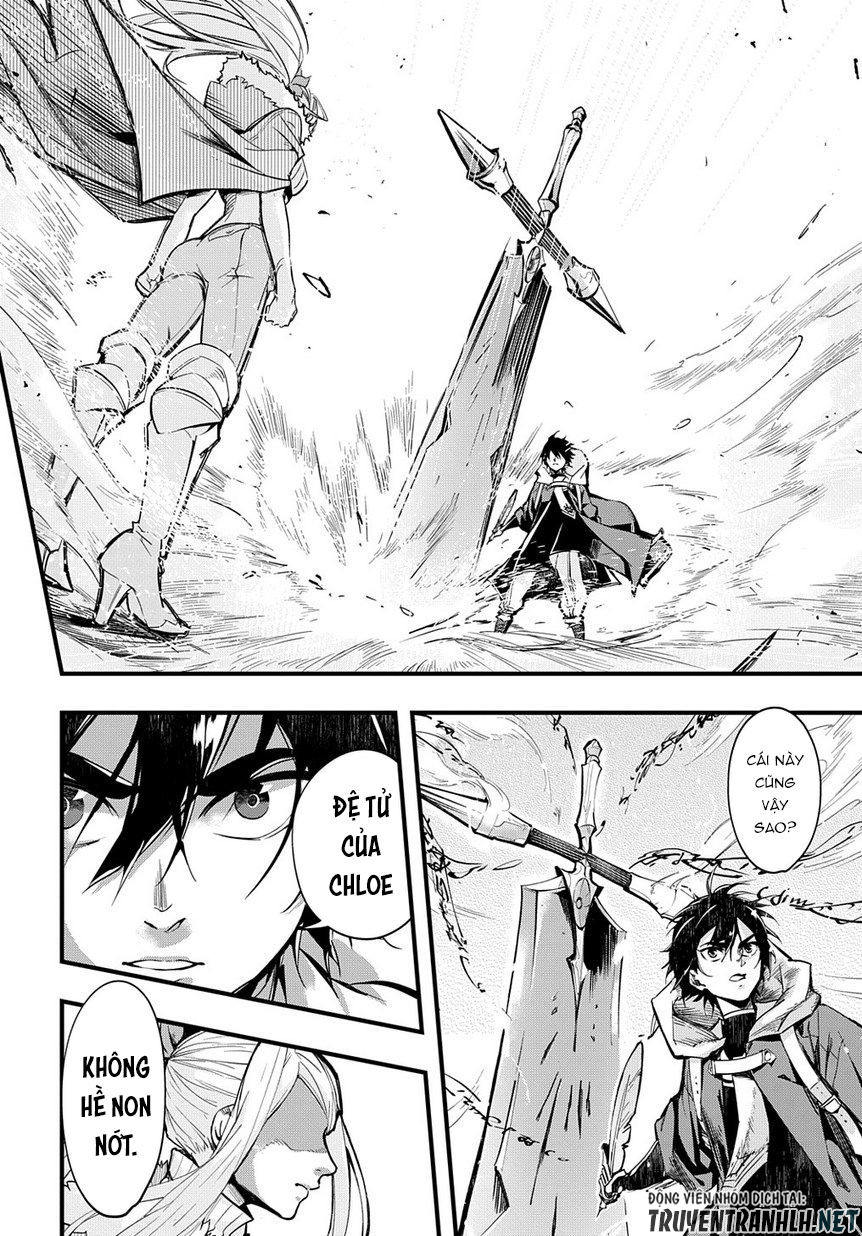 CÁI NÀY
CŨNG
VẬY
SAO?
ĐỆ TỬ
CỦA
CHLOE
KHÔNG
HỀ NON
NỚT.
ĐỘNG VIÊN NHÓM DỊCH TẠI:
TRUYENTRANHLH.NET